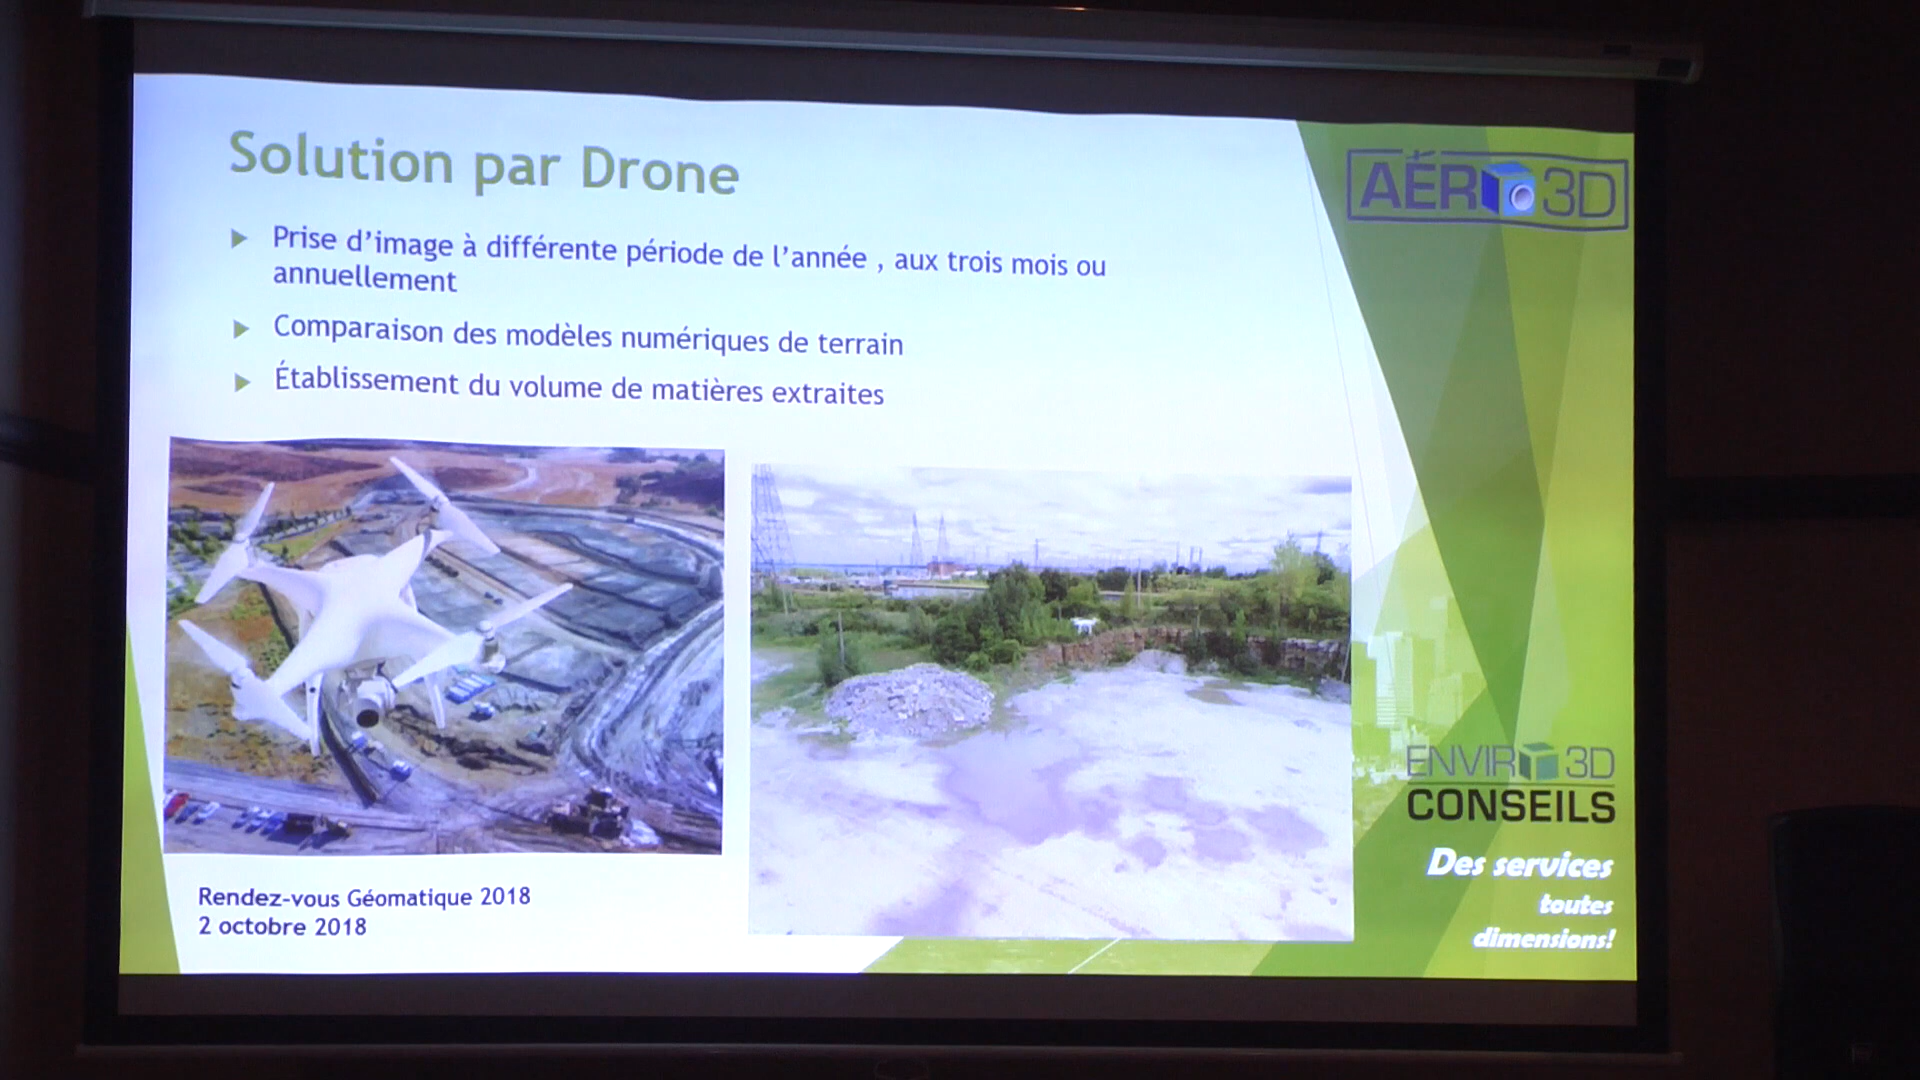 Solution par Drone
Prise d’image à différente période de l’année , aux trois mois ou
annuellement
Comparaison des modèles numériques de terrain
Établissement du volume de matières extraites
AÉRO3D
ENVIRO3D
CONSEILS
Des services
toutes
dimensions!
Rendez-vous Géomatique 2018
2 octobre 2018